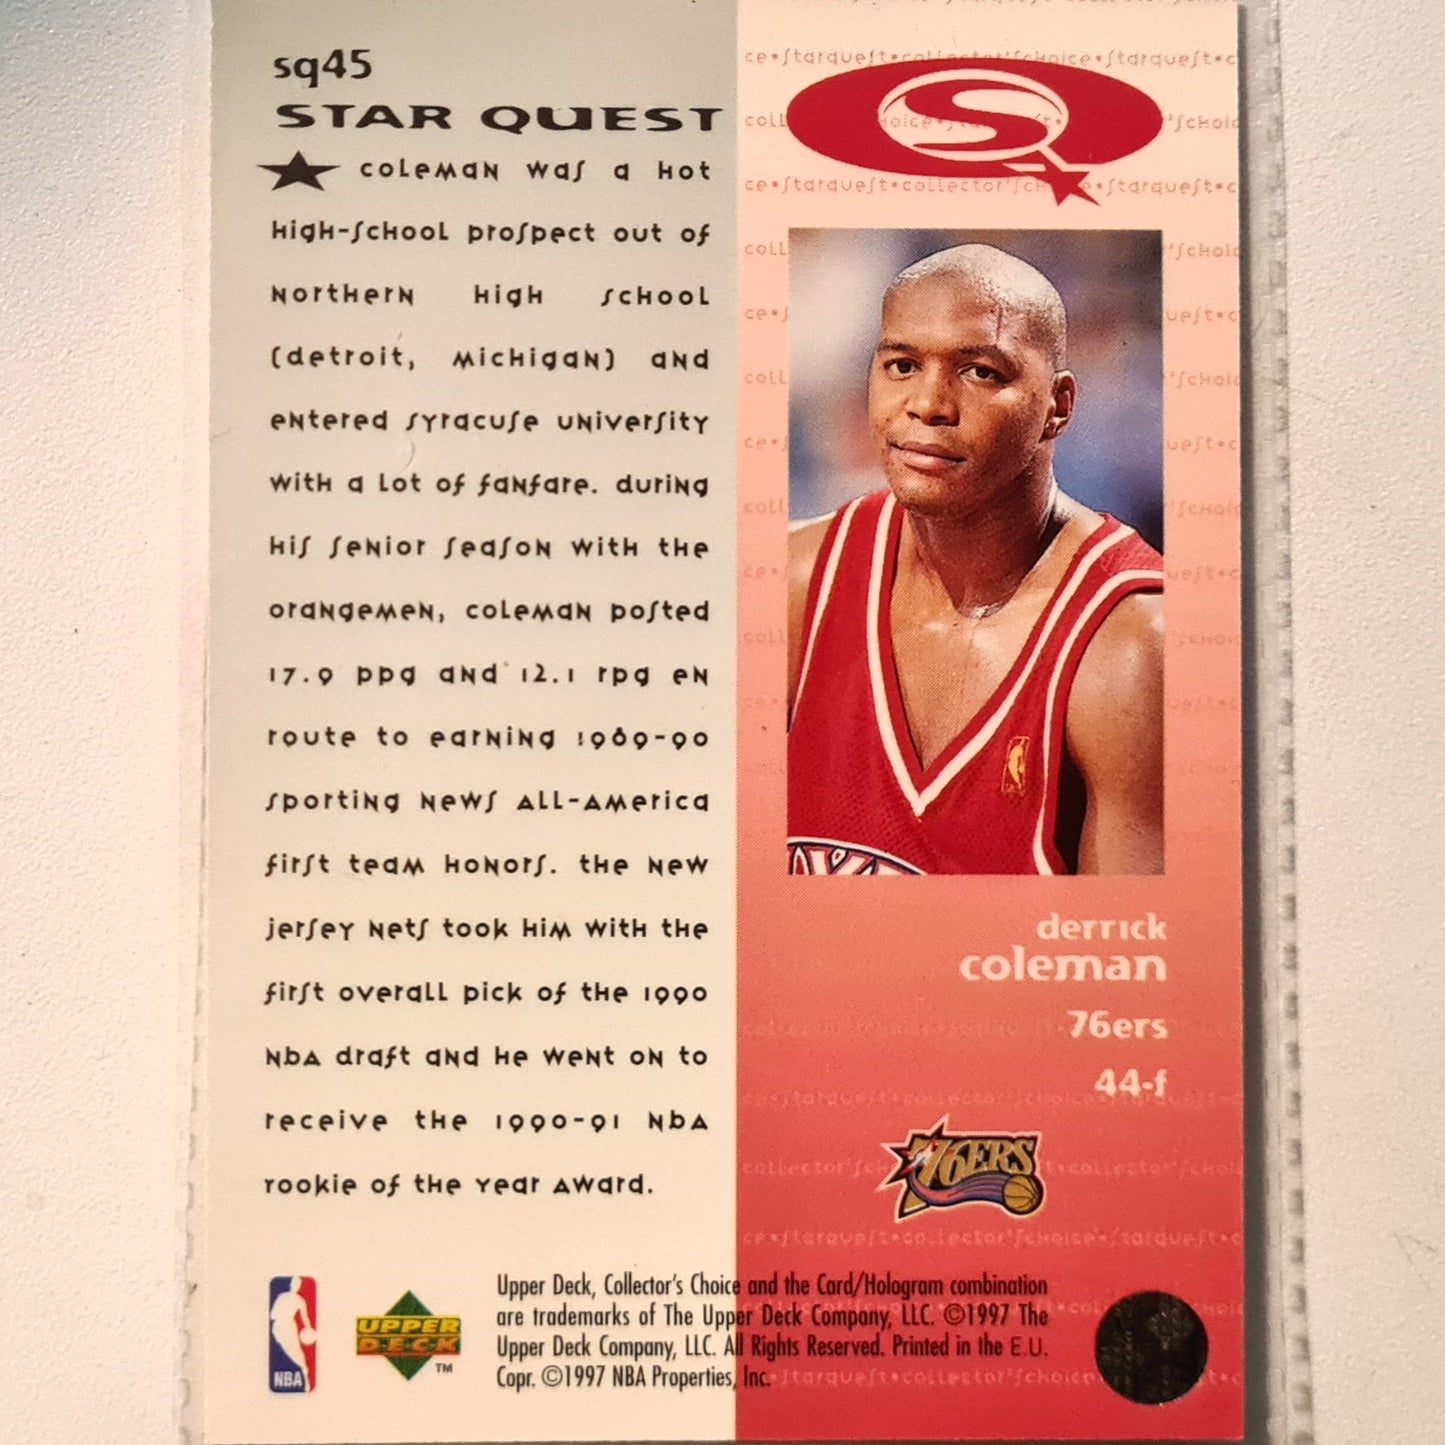 sq45
STAR QUEST
coleman was a hot
high-school prospect out of
northern high school
(detroit, michigan) and
entered syracuse university
with a lot of fanfare. during
his senior season with the
orangemen, coleman posted
17.9 ppg and 12.1 rpg en
route to earning 1989-90
sporting news all-america
first team honors. the new
jersey nets took him with the
first overall pick of the 1990
nba draft and he went on to
receive the 1990-91 nba
rookie of the year award.
SQ
derrick
coleman
76ers
44-f
76ERS
NBA
UPPER
DECK
TM
Upper Deck, Collector's Choice and the Card/Hologram combination
are trademarks of The Upper Deck Company, LLC. ©1997 The
Upper Deck Company, LLC. All Rights Reserved. Printed in the E.U.
Copr. ©1997 NBA Properties, Inc.